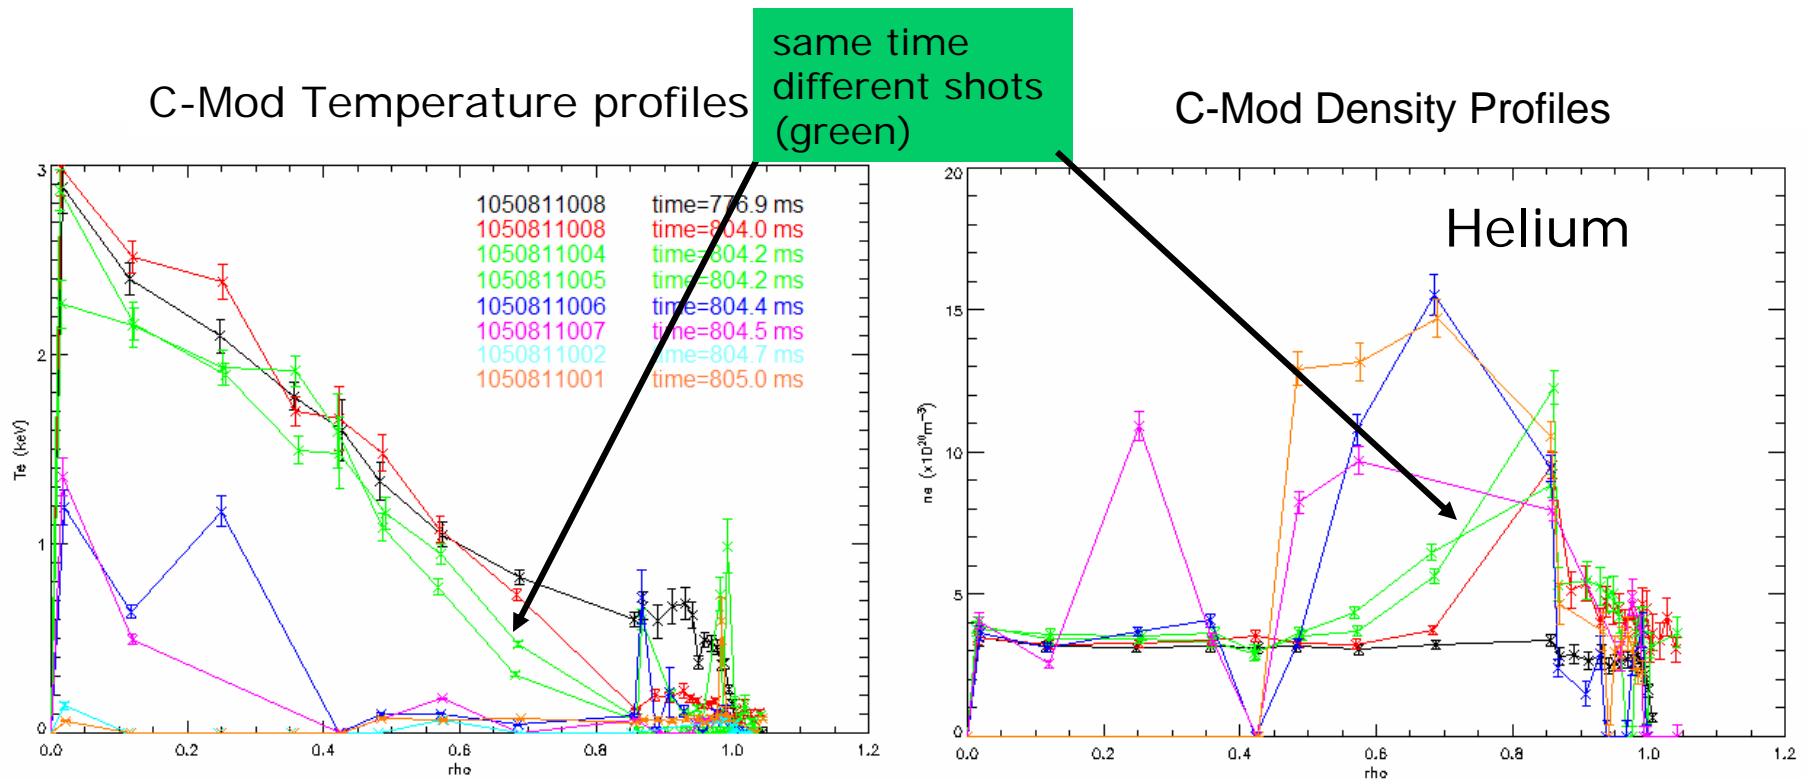 same time
different shots
(green)
C-Mod Temperature profiles
C-Mod Density Profiles
Helium
1050811008 time=776.9 ms
1050811008 time=804.0 ms
1050811004 time=804.2 ms
1050811005 time=804.2 ms
1050811006 time=804.4 ms
1050811007 time=804.5 ms
1050811002 time=804.7 ms
1050811001 time=805.0 ms
Te (keV)
3
2
1
0
0.0 0.2 0.4 0.6 0.8 1.0 1.2
rho
ne (x10²⁰m⁻³)
20
15
10
5
0
0.0 0.2 0.4 0.6 0.8 1.0 1.2
rho